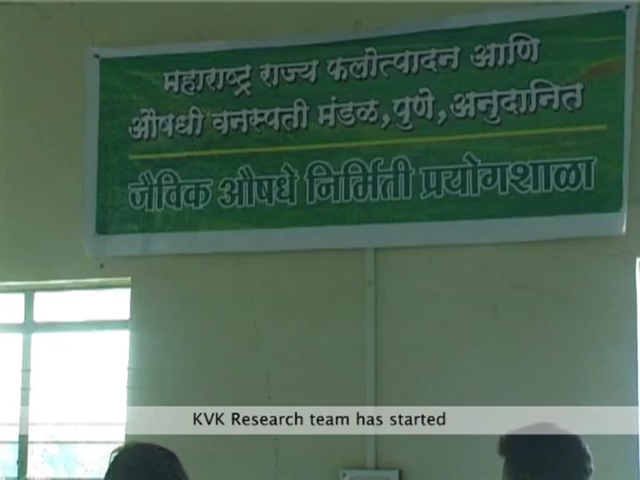 महाराष्ट्र राज्य फलोत्पादन आणि
औषधी वनस्पती मंडळ, पुणे, अनुदानित
जैविक औषधे निर्मिती प्रयोगशाळा
KVK Research team has started